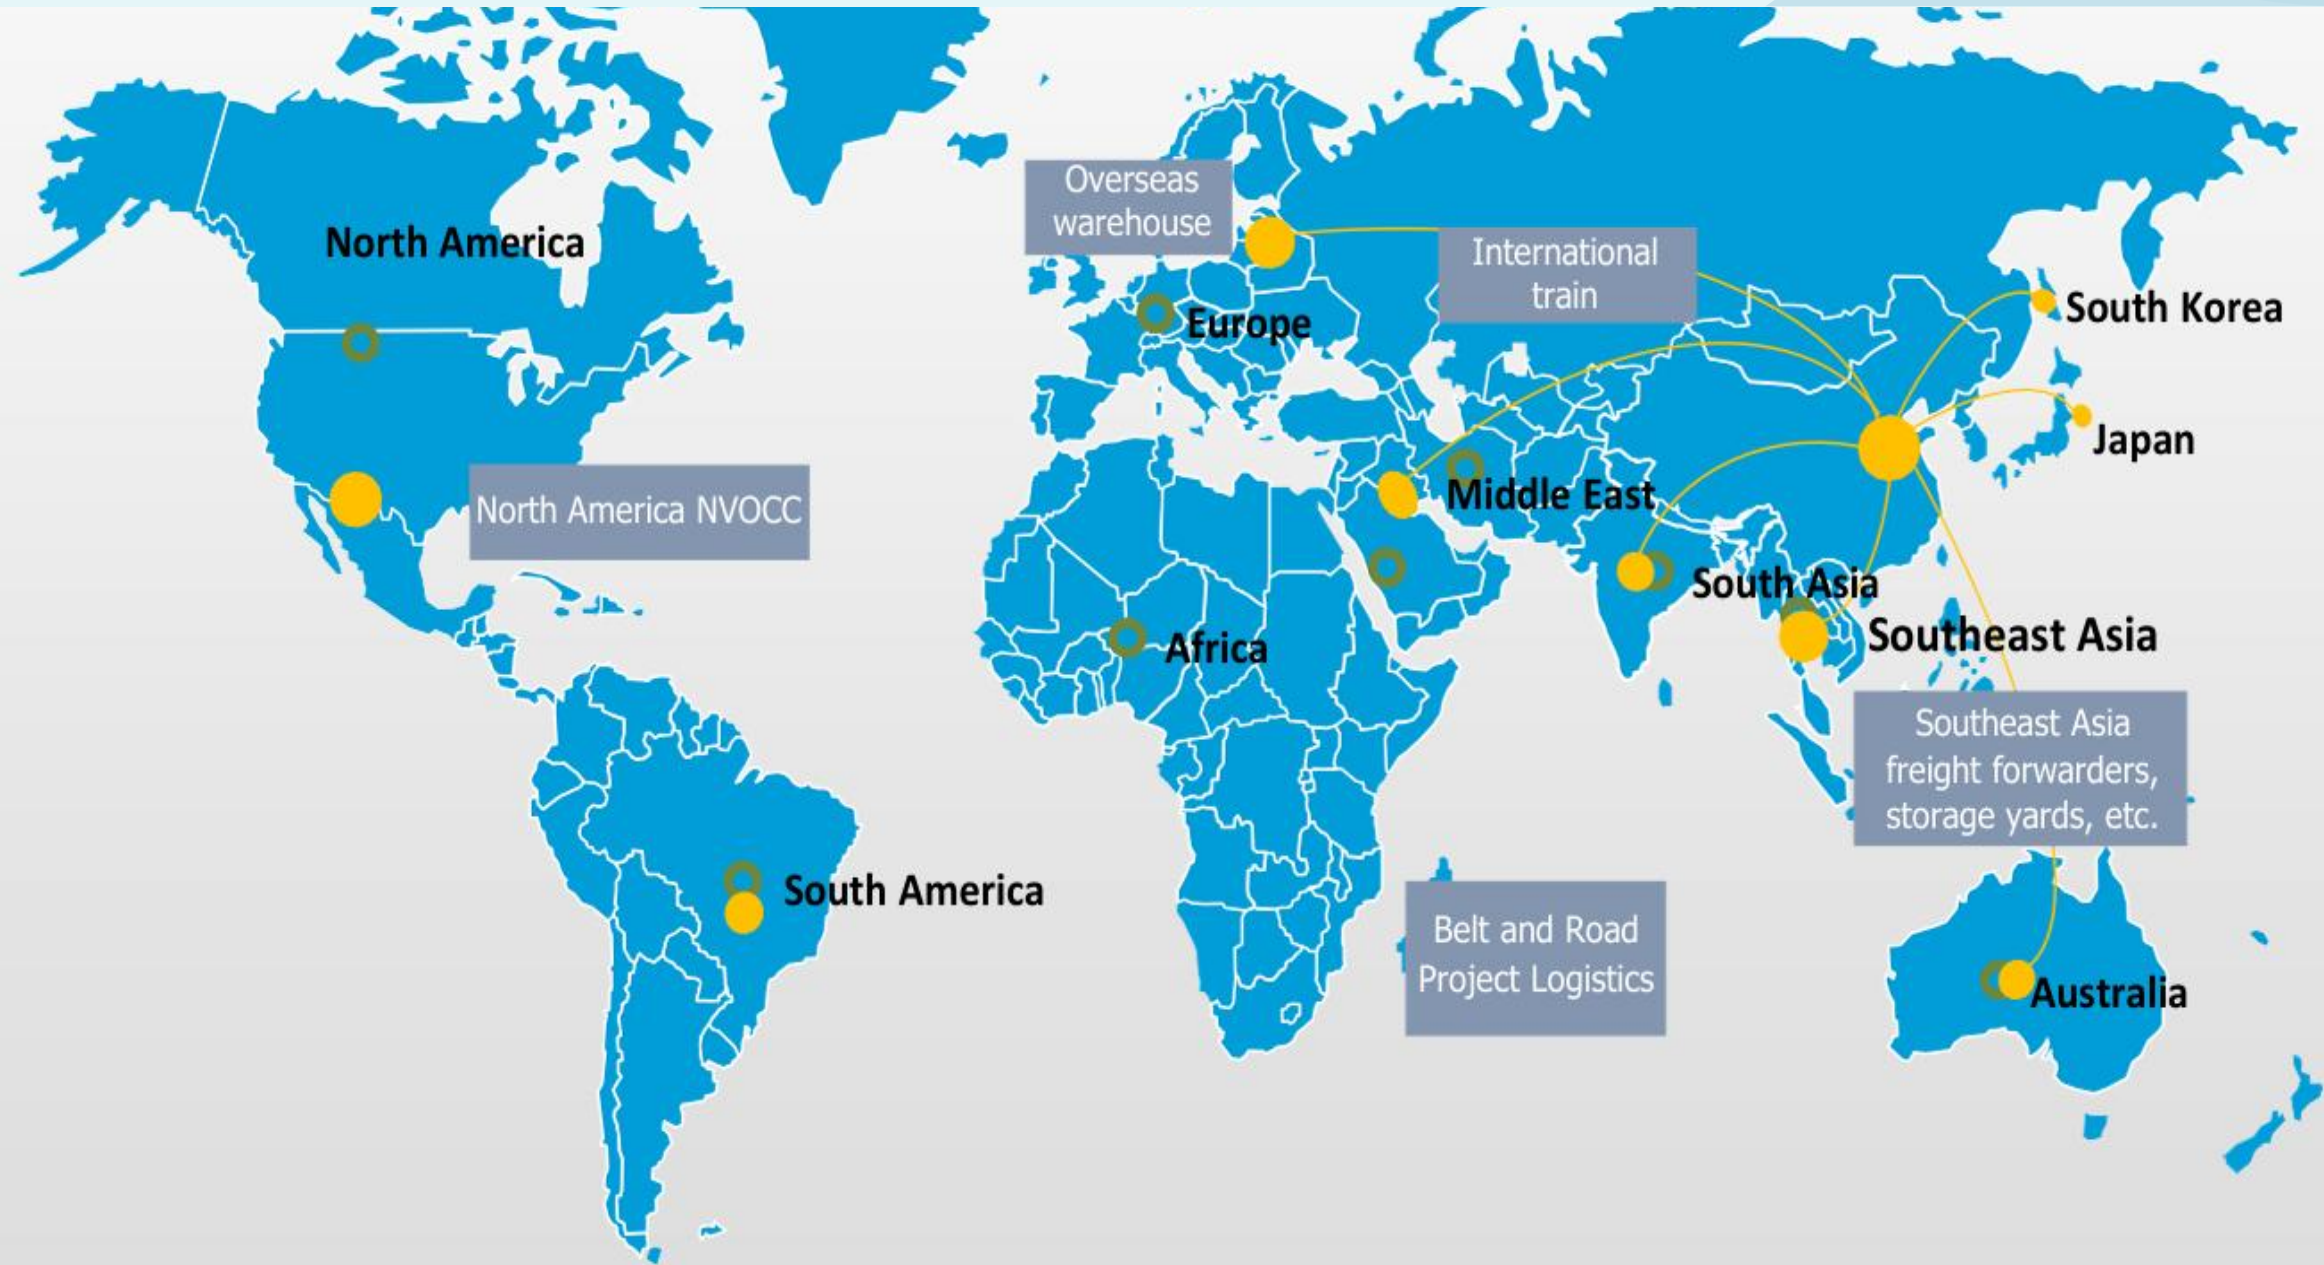 Overseas
warehouse
North America
International
train
South Korea
Europe
Japan
North America NVOCC
Middle East
South Asia
Southeast Asia
Africa
Southeast Asia
freight forwarders,
storage yards, etc.
South America
Belt and Road
Project Logistics
Australia